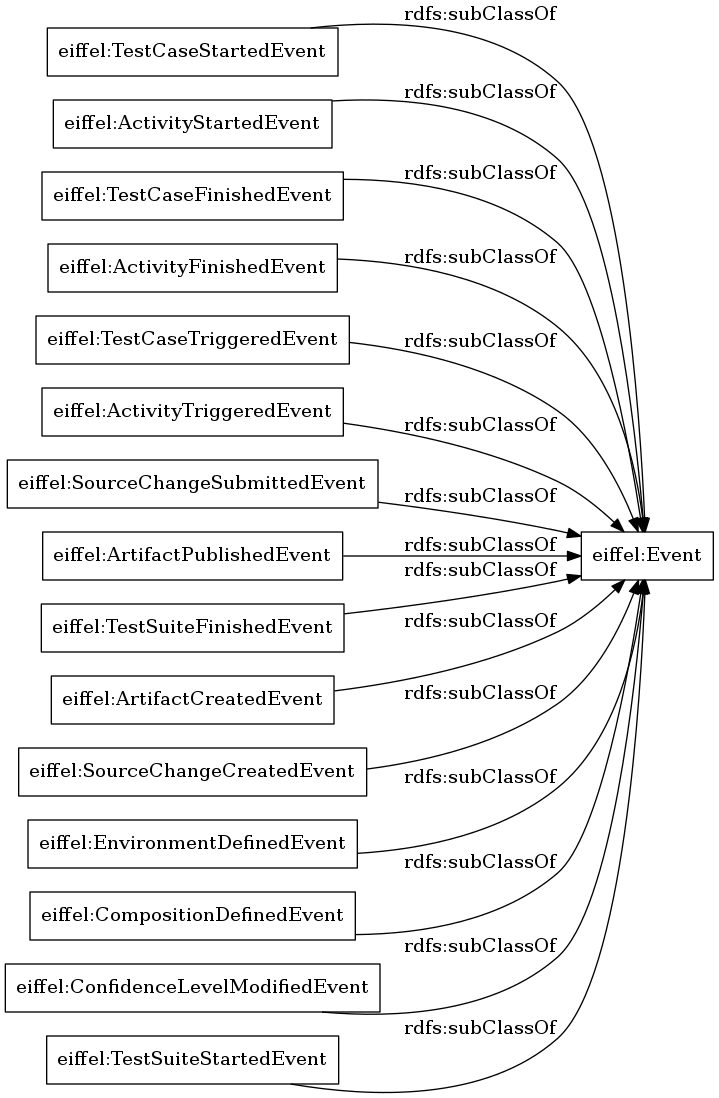 rdfs:subClassOf
eiffel:TestCaseStartedEvent
rdfs:subClassOf
eiffel:ActivityStartedEvent
rdfs:subClassOf
eiffel:TestCaseFinishedEvent
rdfs:subClassOf
eiffel:ActivityFinishedEvent
rdfs:subClassOf
eiffel:TestCaseTriggeredEvent
rdfs:subClassOf
eiffel:ActivityTriggeredEvent
rdfs:subClassOf
eiffel:SourceChangeSubmittedEvent
rdfs:subClassOf
eiffel:ArtifactPublishedEvent
eiffel:Event
rdfs:subClassOf
eiffel:TestSuiteFinishedEvent
rdfs:subClassOf
eiffel:ArtifactCreatedEvent
rdfs:subClassOf
eiffel:SourceChangeCreatedEvent
rdfs:subClassOf
eiffel:EnvironmentDefinedEvent
rdfs:subClassOf
eiffel:CompositionDefinedEvent
rdfs:subClassOf
eiffel:ConfidenceLevelModifiedEvent
rdfs:subClassOf
eiffel:TestSuiteStartedEvent